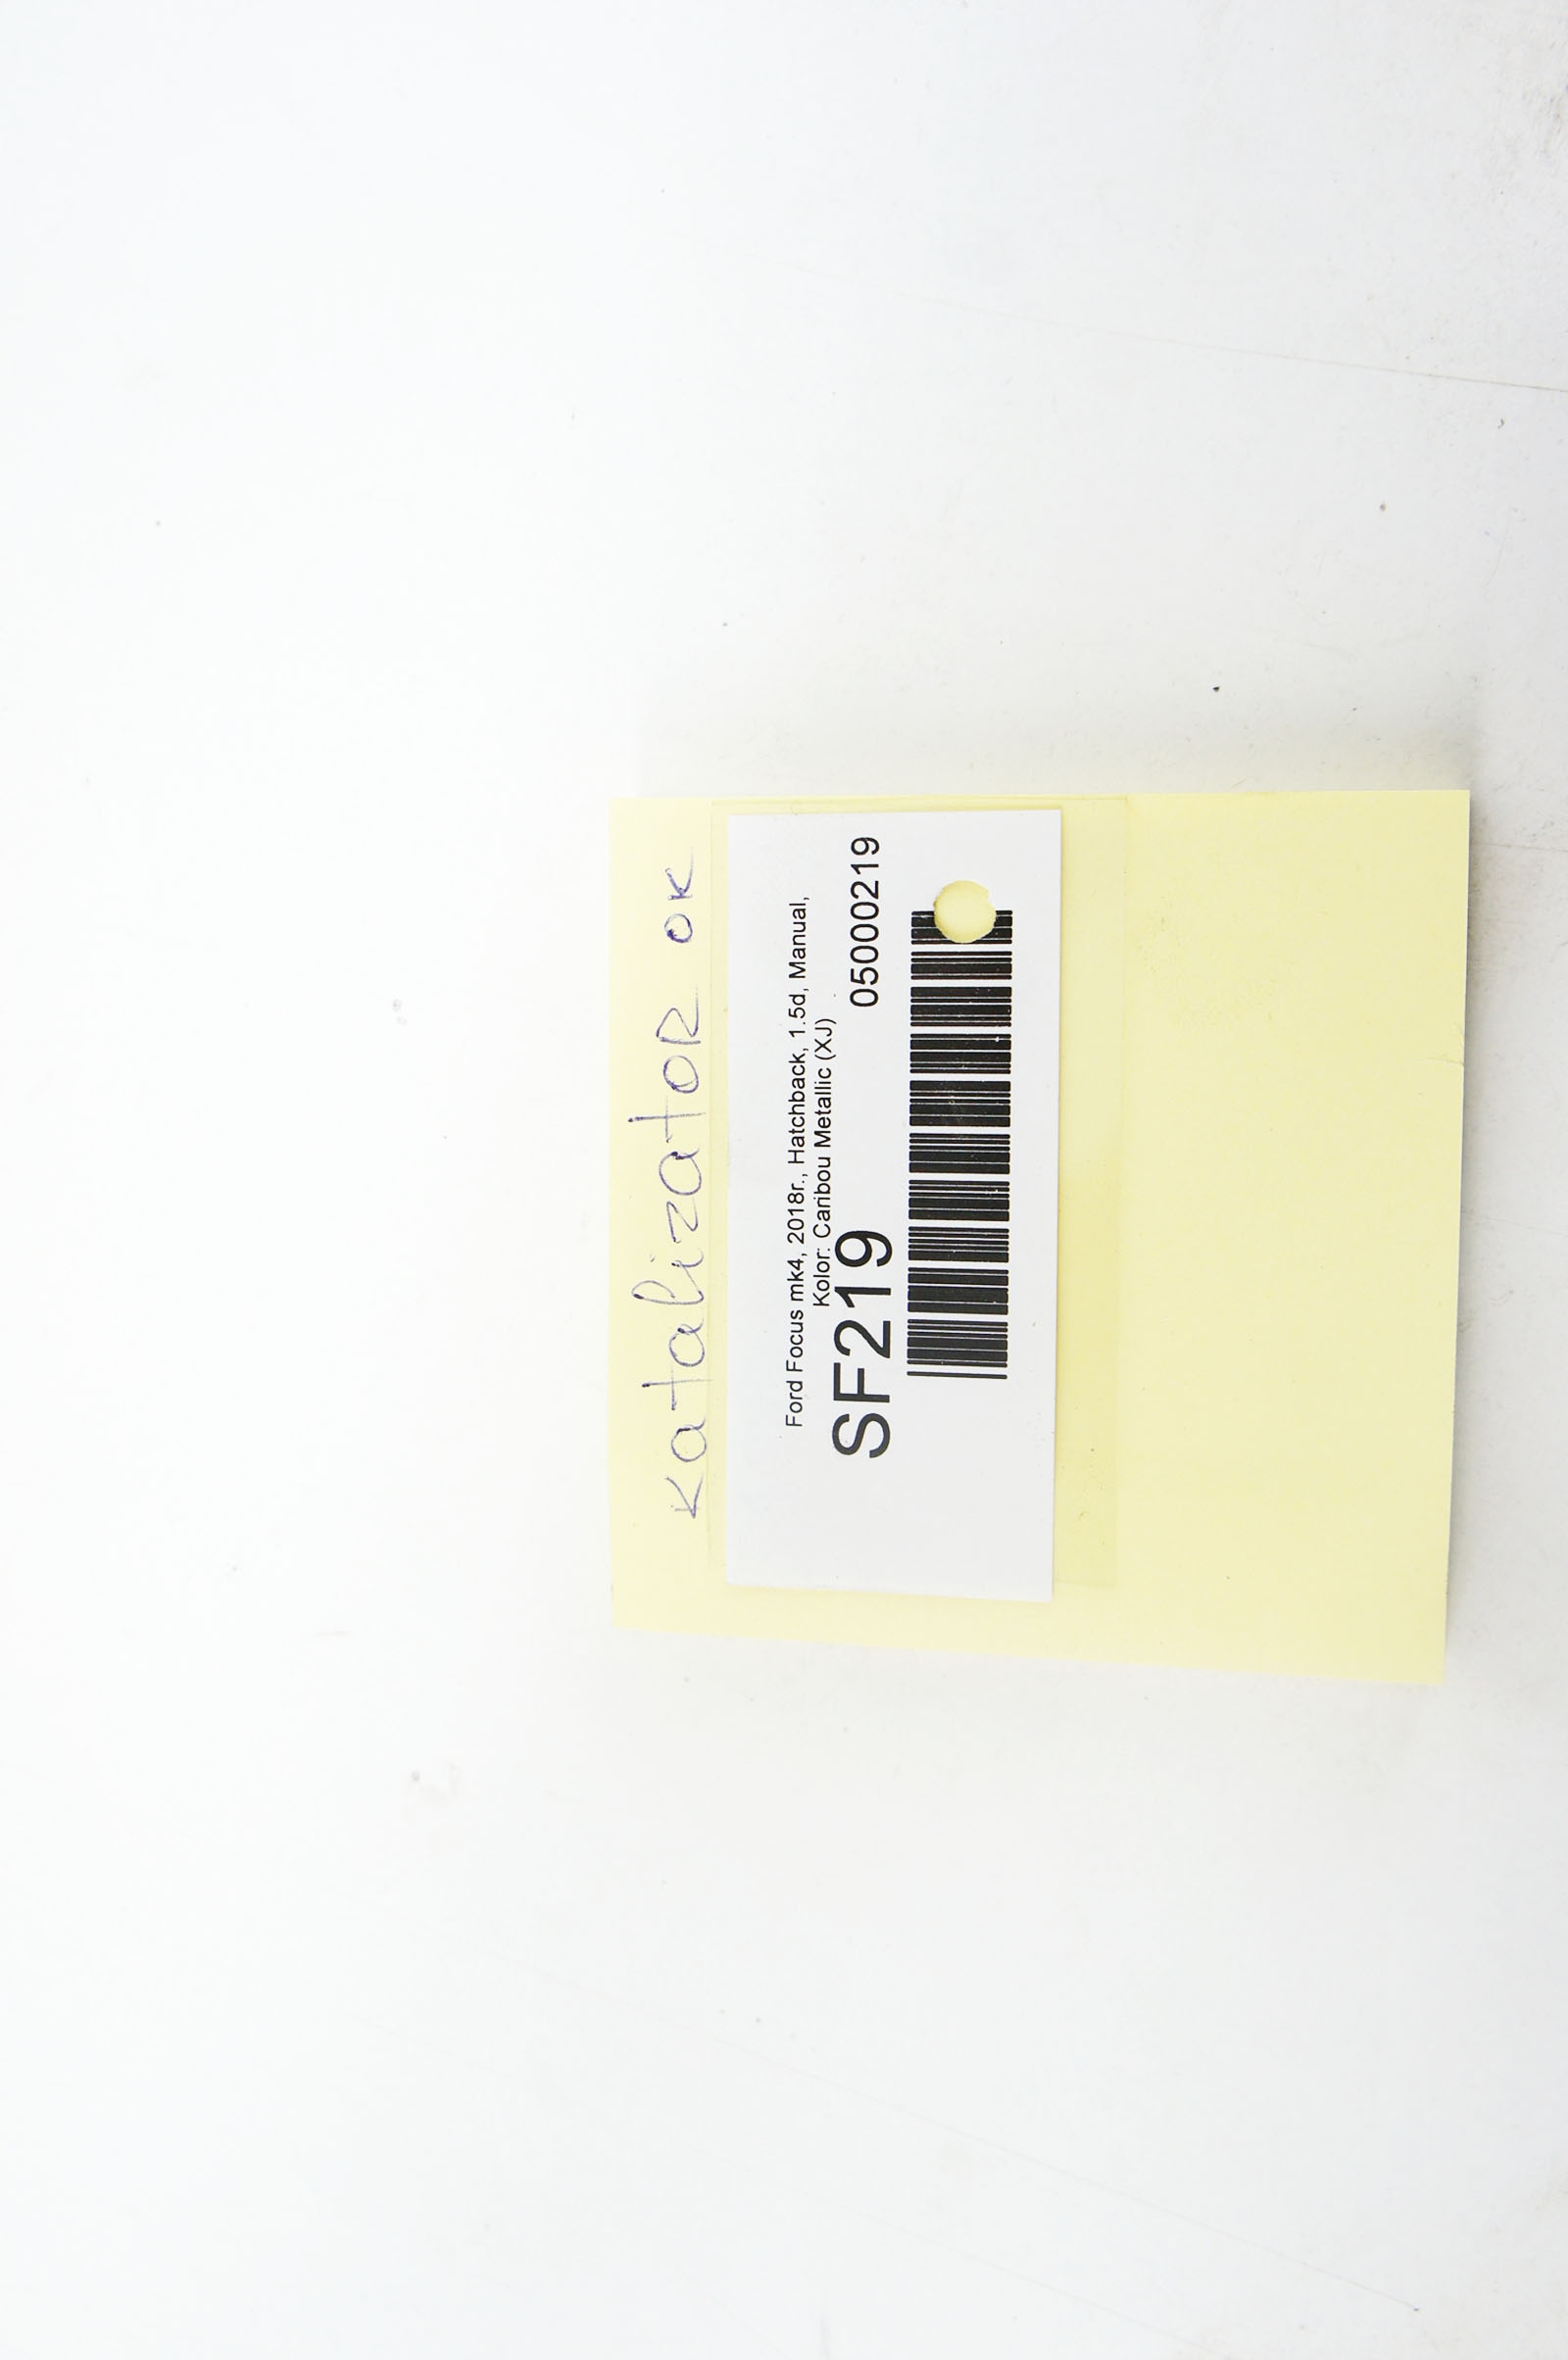 Katalizator OK
Ford Focus mk4, 2018r., Hatchback, 1.5d, Manual,
Kolor: Caribou Metallic (XJ)
SF219 05000219